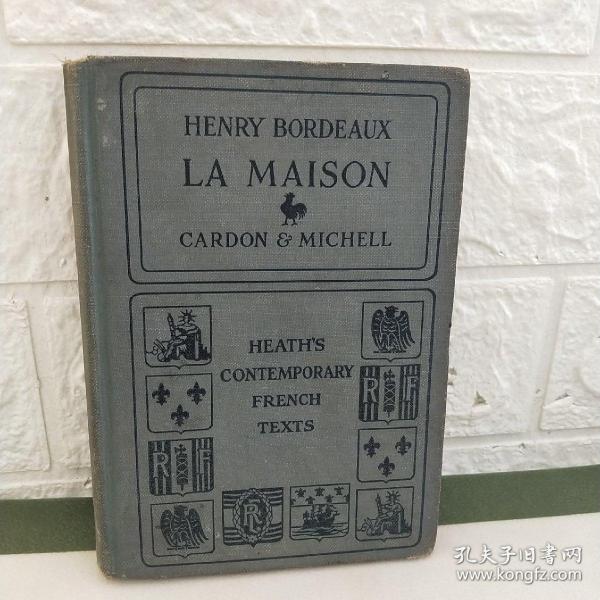 HENRY BORDEAUX
LA MAISON
CARDON & MICHELL
HEATH'S
CONTEMPORARY
FRENCH
TEXTS
R F
R F
R
孔夫子旧书网
www.kongfz.com